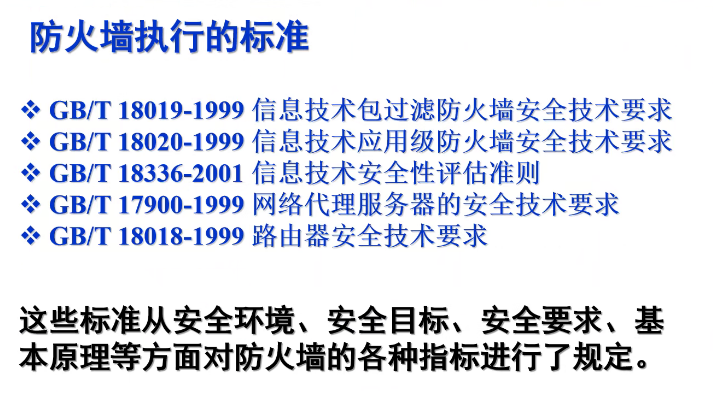 防火墙执行的标准
❖ GB/T 18019-1999 信息技术包过滤防火墙安全技术要求
❖ GB/T 18020-1999 信息技术应用级防火墙安全技术要求
❖ GB/T 18336-2001 信息技术安全性评估准则
❖ GB/T 17900-1999 网络代理服务器的安全技术要求
❖ GB/T 18018-1999 路由器安全技术要求
这些标准从安全环境、安全目标、安全要求、基
本原理等方面对防火墙的各种指标进行了规定。